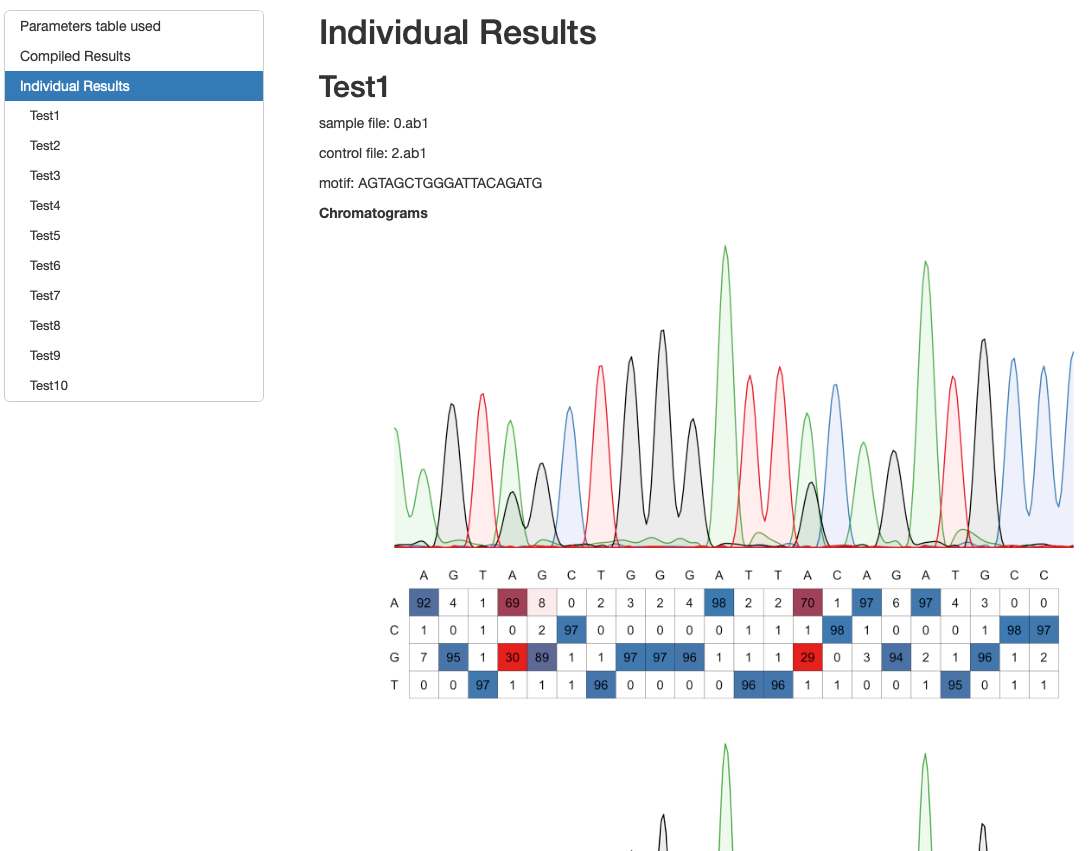 Parameters table used
Compiled Results
Individual Results
Test1
Test2
Test3
Test4
Test5
Test6
Test7
Test8
Test9
Test10
Individual Results
Test1
sample file: 0.ab1
control file: 2.ab1
motif: AGTAGCTGGGATTACAGATG
Chromatograms
A G T A G C T G G G A T T A C A G A T G C C
A 92 4 1 69 8 0 2 3 2 4 98 2 2 70 1 97 6 97 4 3 0 0
C 1 0 1 0 2 97 0 0 0 0 0 1 1 1 98 1 0 0 0 1 98 97
G 7 95 1 30 89 1 1 97 97 96 1 1 1 29 0 3 94 2 1 96 1 2
T 0 0 97 1 1 1 96 0 0 0 0 96 96 1 1 0 0 1 95 0 1 1